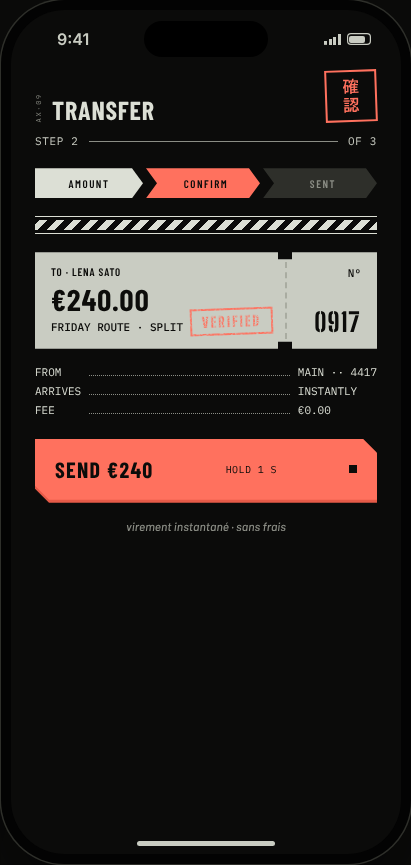 9:41
確認
AX-09
TRANSFER
STEP 2
OF 3
AMOUNT
CONFIRM
SENT
TO · LENA SATO
€240.00
FRIDAY ROUTE · SPLIT
VERIFIED
Nº
0917
FROM MAIN ·· 4417
ARRIVES INSTANTLY
FEE €0.00
SEND €240
HOLD 1 S
virement instantané · sans frais